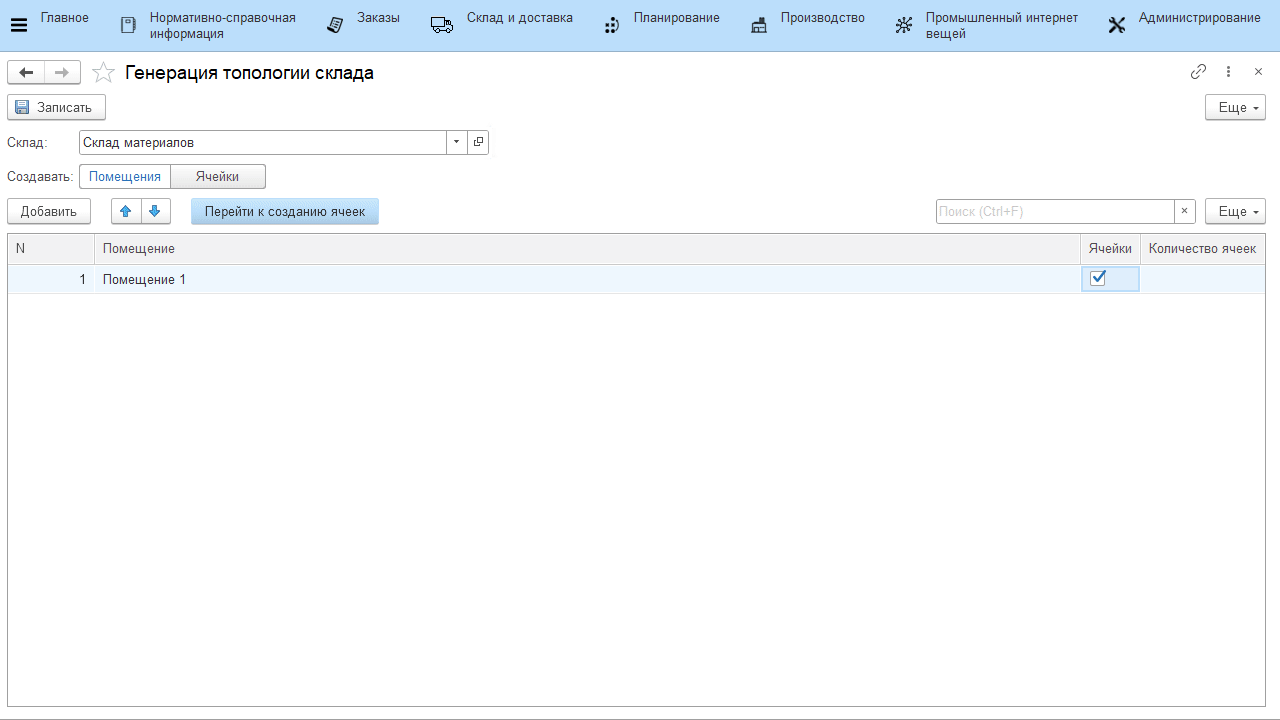 Главное
Нормативно-справочная
информация
Заказы
Склад и доставка
Планирование
Производство
Промышленный интернет
вещей
Администрирование
Генерация топологии склада
Записать
Еще
Склад: Склад материалов
Создавать: Помещения Ячейки
Добавить Перейти к созданию ячеек Поиск (Ctrl+F) × Еще
N Помещение Ячейки Количество ячеек
1 Помещение 1